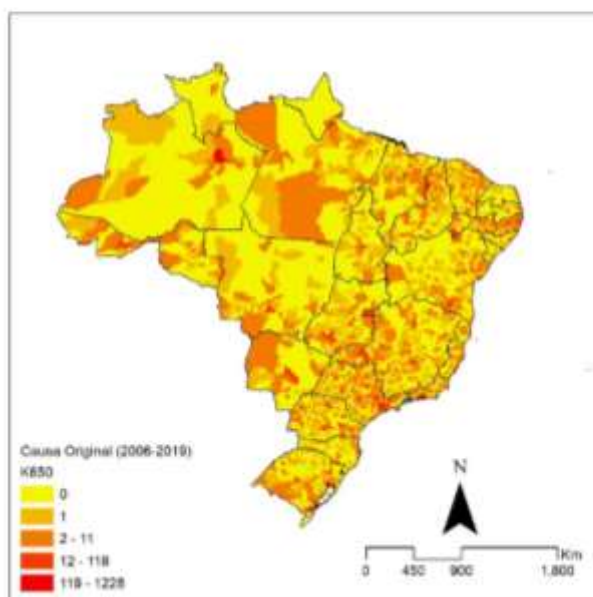 Causa Original (2006-2019)
K650
0
1
2 - 11
12 - 118
119 - 1228
N
Km
0 450 900 1.800